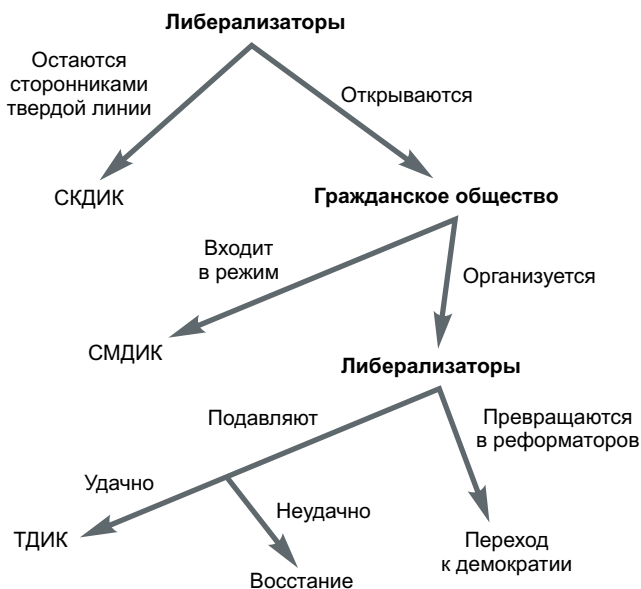 Либерализаторы
Остаются
сторонниками
твердой линии
Открываются
СКДИК
Гражданское общество
Входит
в режим
Организуется
СМДИК
Либерализаторы
Подавляют
Превращаются
в реформаторов
Удачно
Неудачно
ТДИК
Переход
к демократии
Восстание